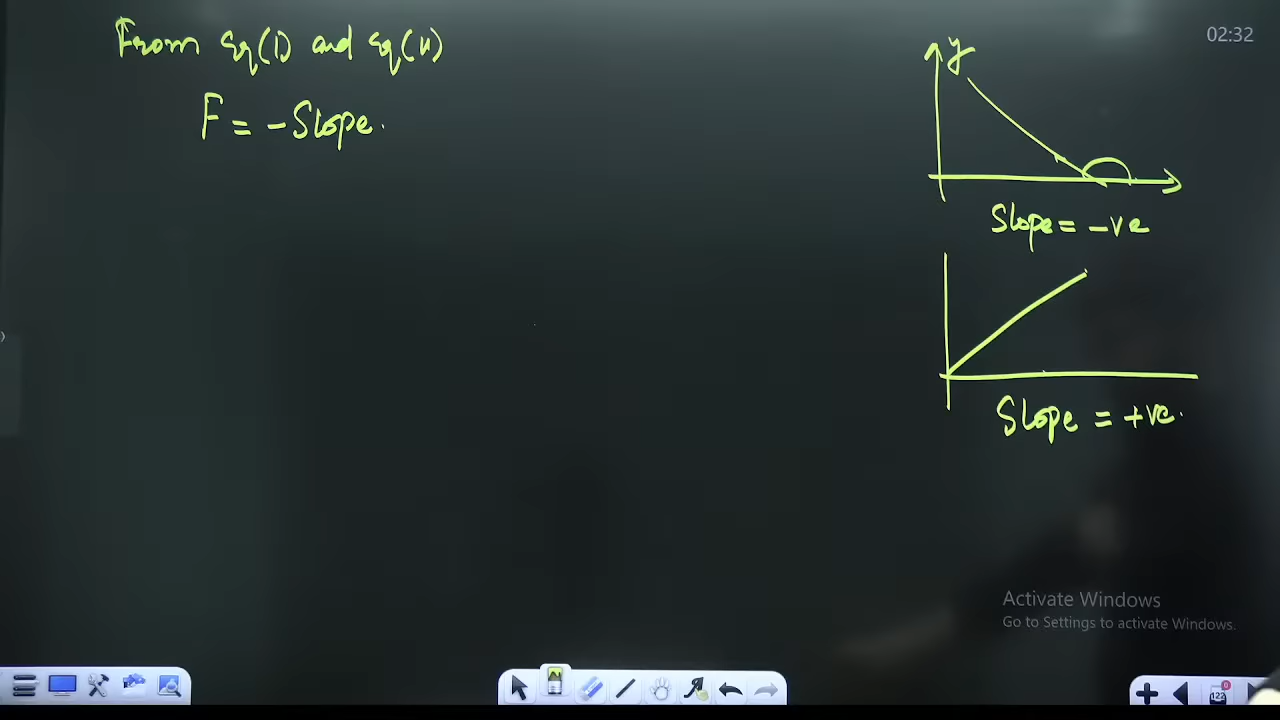 From eq(1) and eq(11)
F = -Slope.
02:32
y
Slope = -ve
Slope = +ve.
Activate Windows
Go to Settings to activate Windows.